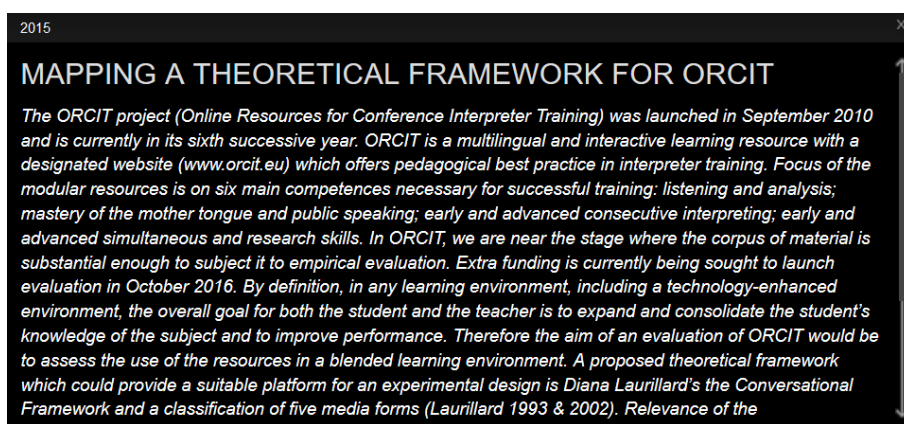 2015
X
MAPPING A THEORETICAL FRAMEWORK FOR ORCIT
The ORCIT project (Online Resources for Conference Interpreter Training) was launched in September 2010
and is currently in its sixth successive year. ORCIT is a multilingual and interactive learning resource with a
designated website (www.orcit.eu) which offers pedagogical best practice in interpreter training. Focus of the
modular resources is on six main competences necessary for successful training: listening and analysis;
mastery of the mother tongue and public speaking; early and advanced consecutive interpreting; early and
advanced simultaneous and research skills. In ORCIT, we are near the stage where the corpus of material is
substantial enough to subject it to empirical evaluation. Extra funding is currently being sought to launch
evaluation in October 2016. By definition, in any learning environment, including a technology-enhanced
environment, the overall goal for both the student and the teacher is to expand and consolidate the student's
knowledge of the subject and to improve performance. Therefore the aim of an evaluation of ORCIT would be
to assess the use of the resources in a blended learning environment. A proposed theoretical framework
which could provide a suitable platform for an experimental design is Diana Laurillard's the Conversational
Framework and a classification of five media forms (Laurillard 1993 & 2002). Relevance of the